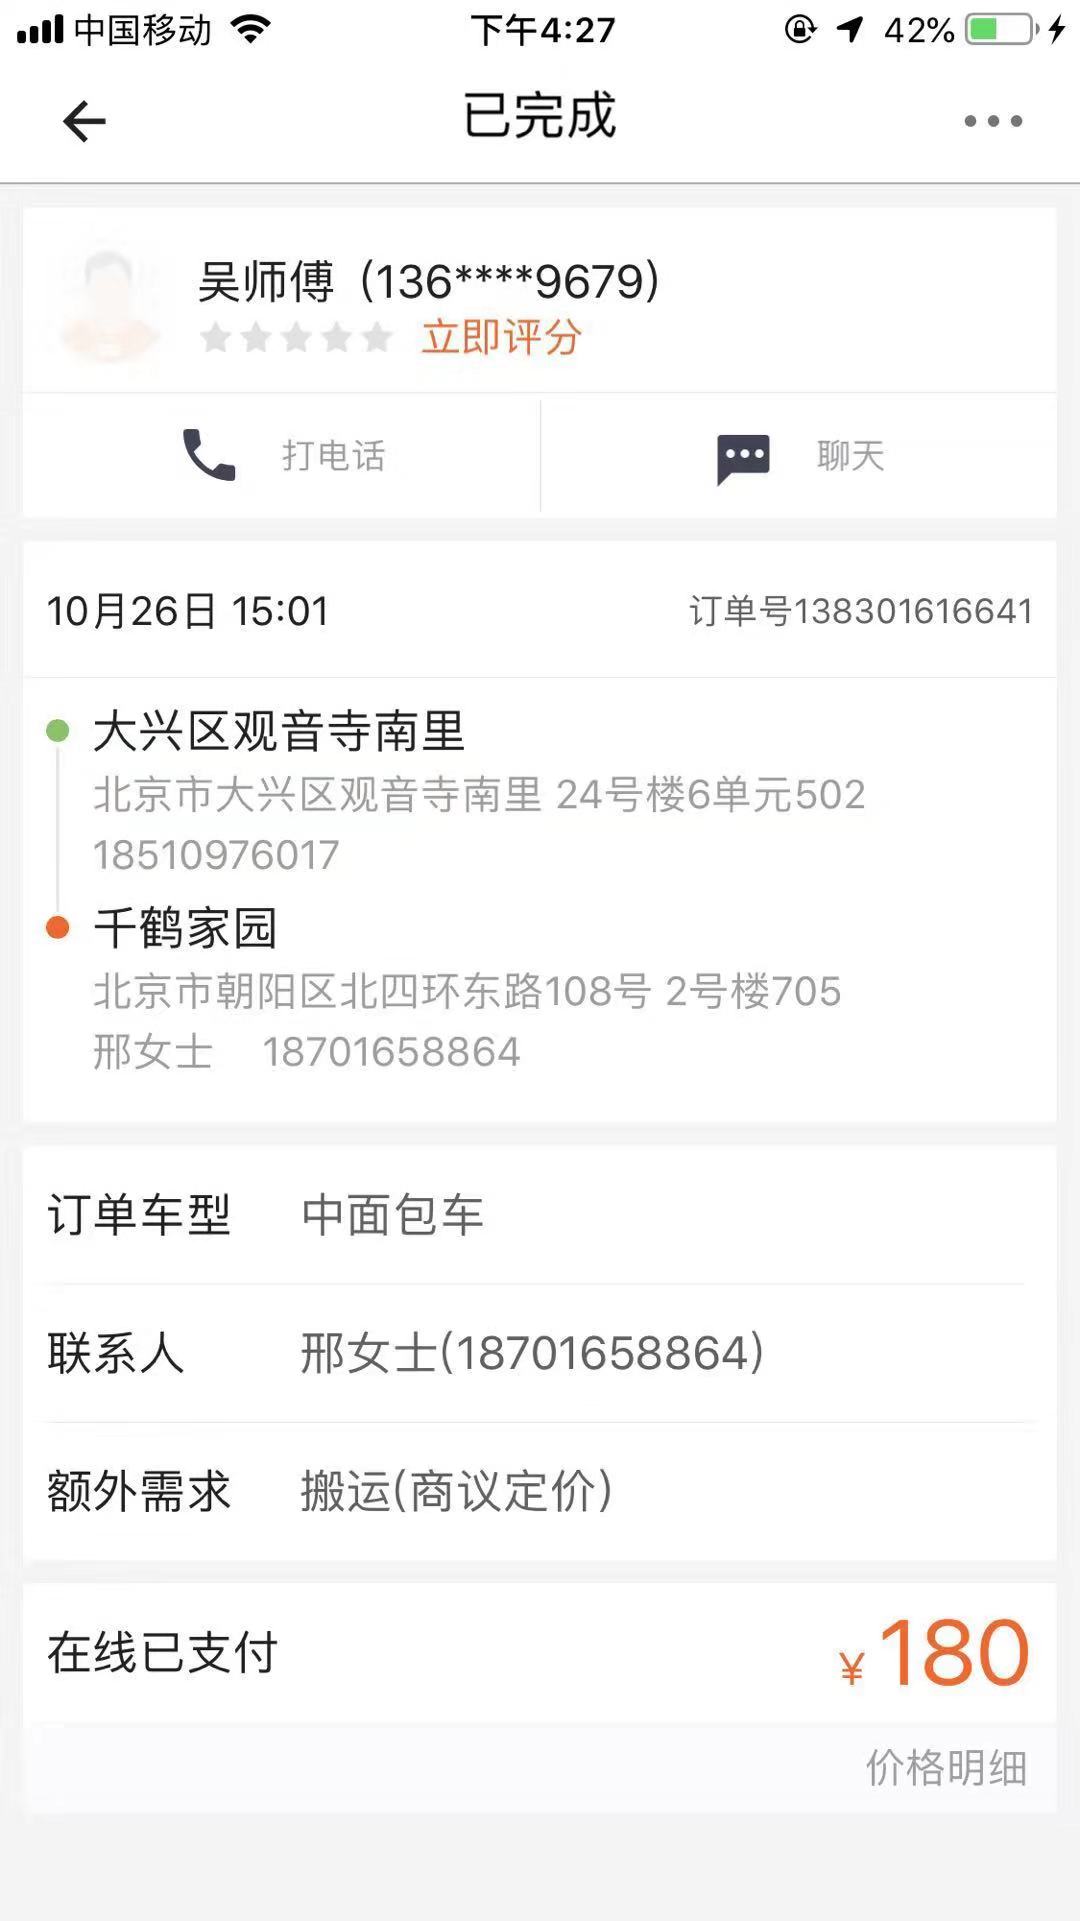 中国移动 下午4:27 42%
已完成
吴师傅 (136****9679)
立即评分
打电话 聊天
10月26日 15:01 订单号138301616641
大兴区观音寺南里
北京市大兴区观音寺南里 24号楼6单元502
18510976017
千鹤家园
北京市朝阳区北四环东路108号 2号楼705
邢女士 18701658864
订单车型 中面包车
联系人 邢女士(18701658864)
额外需求 搬运(商议定价)
在线已支付 ¥180
价格明细